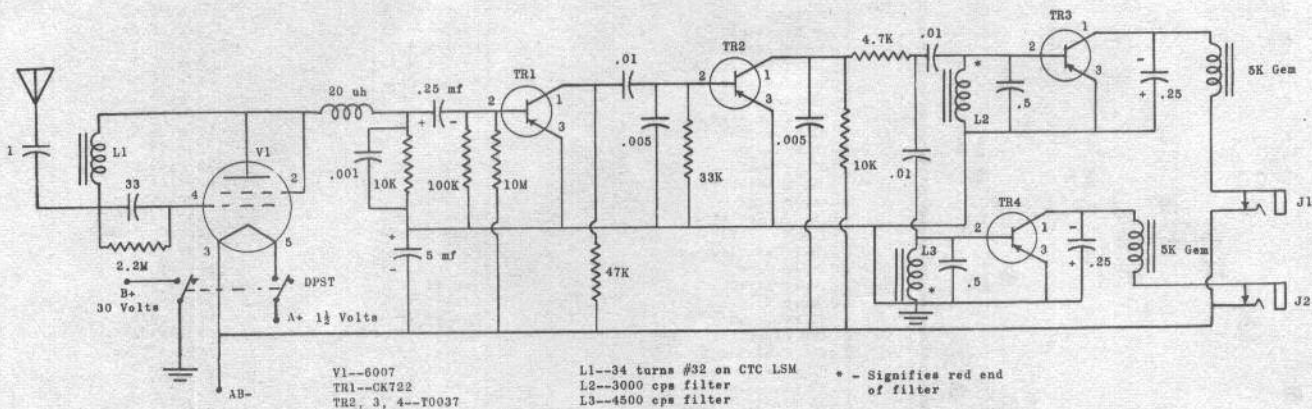 TR3
1
2
3
5K Gem
.25
-
+
.5
L2
*
.01
4.7K
TR2
1
2
3
.01
TR1
1
2
3
.25 mf
+
-
20 uh
1
L1
33
V1
2
4
3
5
.001
10K
100K
10M
.005
33K
.005
10K
.01
J1
TR4
1
2
3
5K Gem
L3
*
.5
-
+
.25
J2
2.2M
B+
30 Volts
DPST
A+ 1½ Volts
+
5 mf
-
47K
AB-
V1--6007
TR1--CK722
TR2, 3, 4--T0037
L1--34 turns #32 on CTC LSM
L2--3000 cps filter
L3--4500 cps filter
* - Signifies red end
of filter